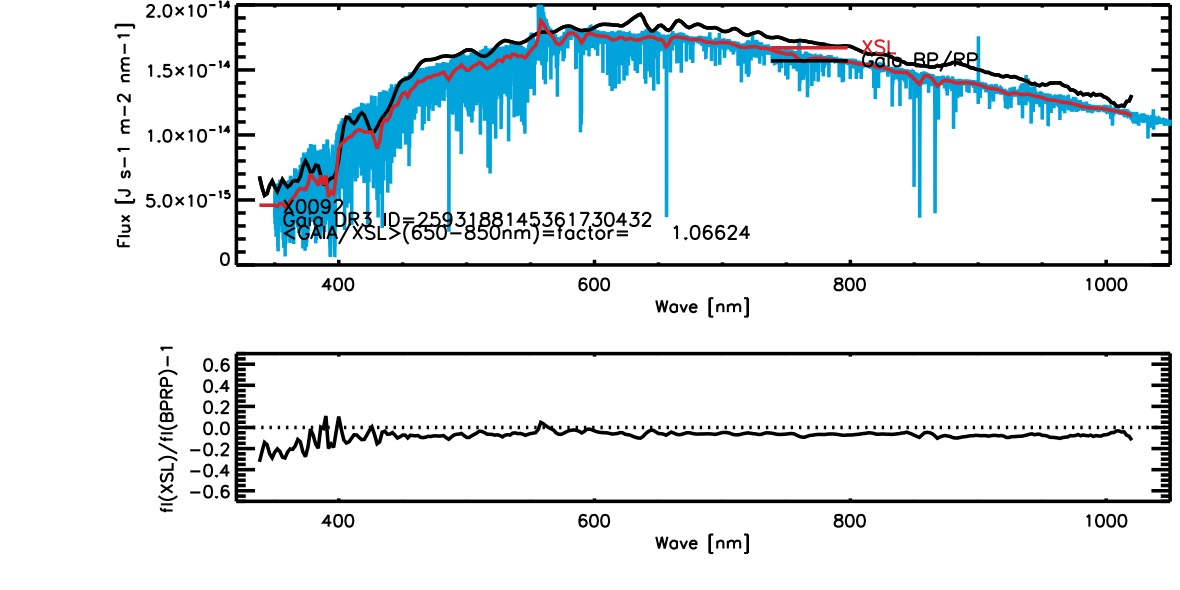 2.0×10⁻¹⁴
1.5×10⁻¹⁴
1.0×10⁻¹⁴
5.0×10⁻¹⁵
0
Flux [J s-1 m-2 nm-1]
XSL
Gaia BP/RP
X0092
Gaia DR3 ID=2593188145361730432
<GAIA/XSL>(650-850nm)=factor= 1.06624
400 600 800 1000
Wave [nm]
0.6
0.4
0.2
0.0
-0.2
-0.4
-0.6
fl(XSL)/fl(BPRP)-1
400 600 800 1000
Wave [nm]